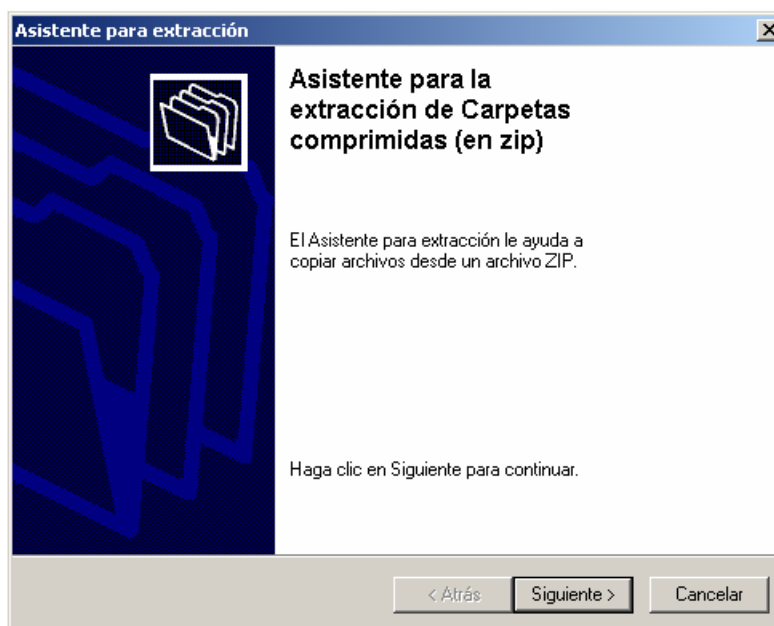 Asistente para extracción
Asistente para la
extracción de Carpetas
comprimidas (en zip)
El Asistente para extracción le ayuda a
copiar archivos desde un archivo ZIP.
Haga clic en Siguiente para continuar.
< Atrás
Siguiente >
Cancelar